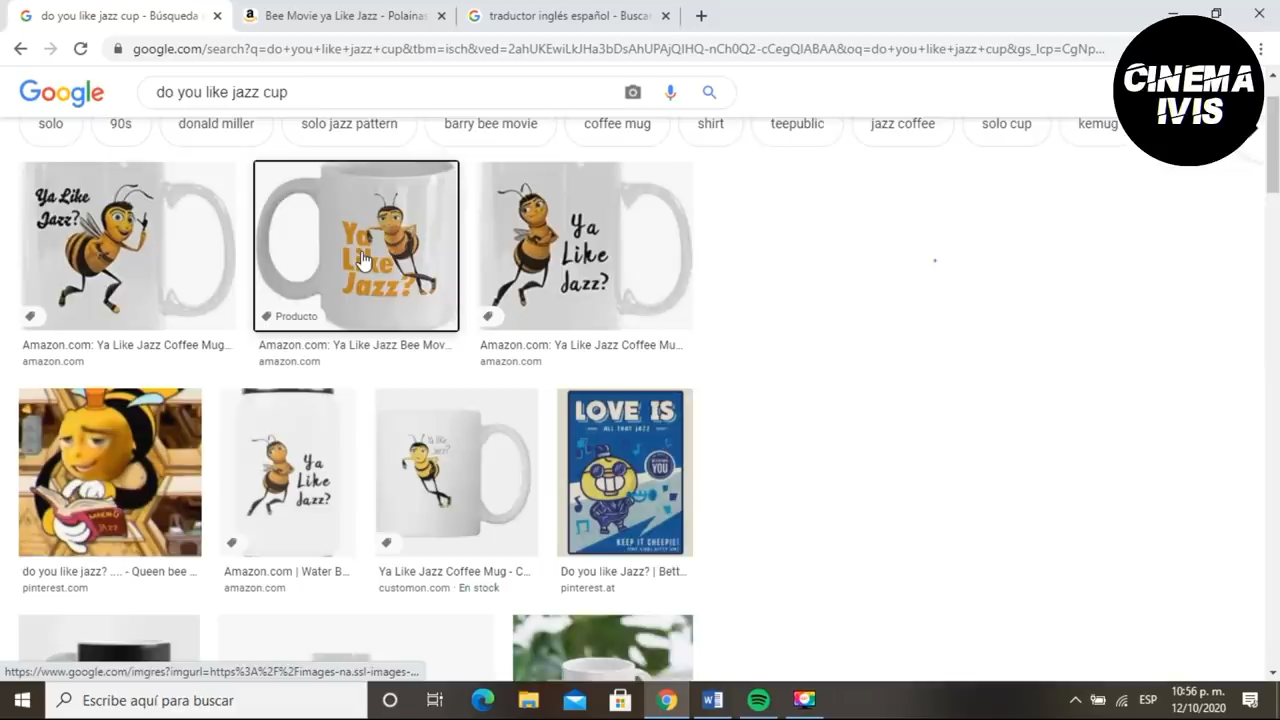 do you like jazz cup - Búsqueda
Bee Movie ya Like Jazz - Polainas
traductor inglés español - Buscar
google.com/search?q=do+you+like+jazz+cup&tbm=isch&ved=2ahUKEwiLkJHa3bDsAhUPAjQIHQ-nCh0Q2-cCegQIABAA&oq=do+you+like+jazz+cup&gs_lcp=CgNp...
CINEMA
IVIS
Google
do you like jazz cup
solo
90s
donald miller
solo jazz pattern
barry bee movie
coffee mug
shirt
teepublic
jazz coffee
solo cup
kemug
Ya Like
Jazz?
Ya
Like
Jazz?
Producto
Ya
Like
Jazz?
Amazon.com: Ya Like Jazz Coffee Mug...
amazon.com
Amazon.com: Ya Like Jazz Bee Mov...
amazon.com
Amazon.com: Ya Like Jazz Coffee Mu...
amazon.com
Ya
Like
Jazz?
Ya like
Jazz?
LOVE IS
ALL THAT JAZZ
YOU
KEEP IT CHEEPIE!
do you like jazz? .... - Queen bee ...
pinterest.com
Amazon.com | Water B...
amazon.com
Ya Like Jazz Coffee Mug - C...
customon.com · En stock
Do you like Jazz? | Bett...
pinterest.at
https://www.google.com/imgres?imgurl=https%3A%2F%2Fimages-na.ssl-images-...
Escribe aquí para buscar
ESP
10:56 p. m.
12/10/2020